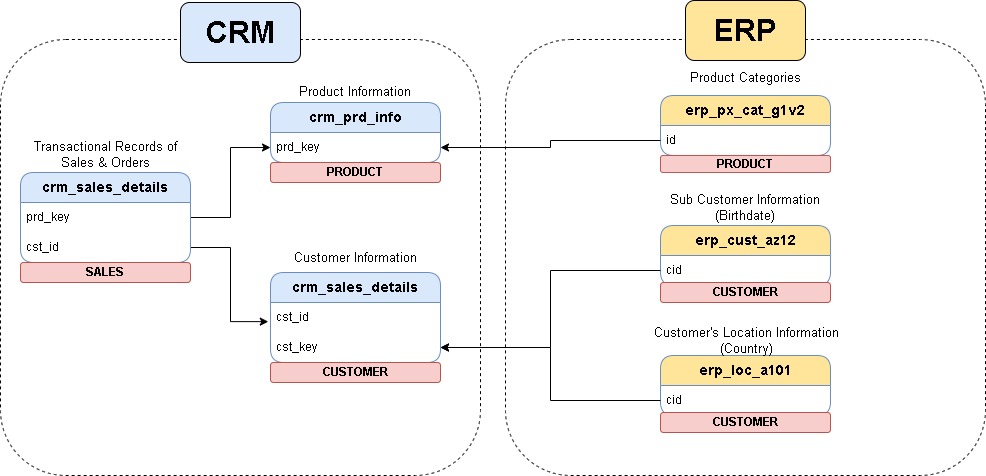 CRM
Product Information
crm_prd_info
prd_key
PRODUCT
Transactional Records of
Sales & Orders
crm_sales_details
prd_key
cst_id
SALES
Customer Information
crm_sales_details
cst_id
cst_key
CUSTOMER
ERP
Product Categories
erp_px_cat_g1v2
id
PRODUCT
Sub Customer Information
(Birthdate)
erp_cust_az12
cid
CUSTOMER
Customer's Location Information
(Country)
erp_loc_a101
cid
CUSTOMER